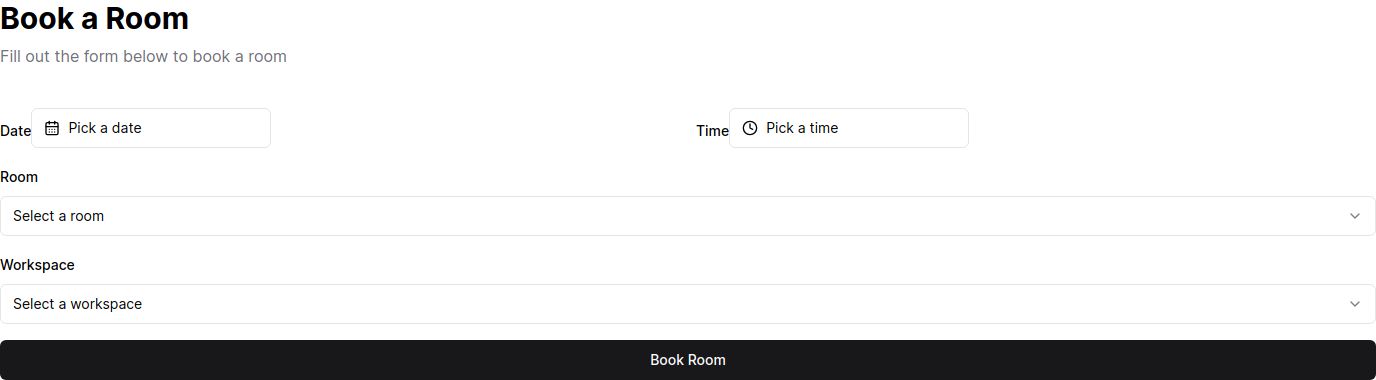 Book a Room
Fill out the form below to book a room
Date Pick a date Time Pick a time
Room
Select a room
Workspace
Select a workspace
Book Room